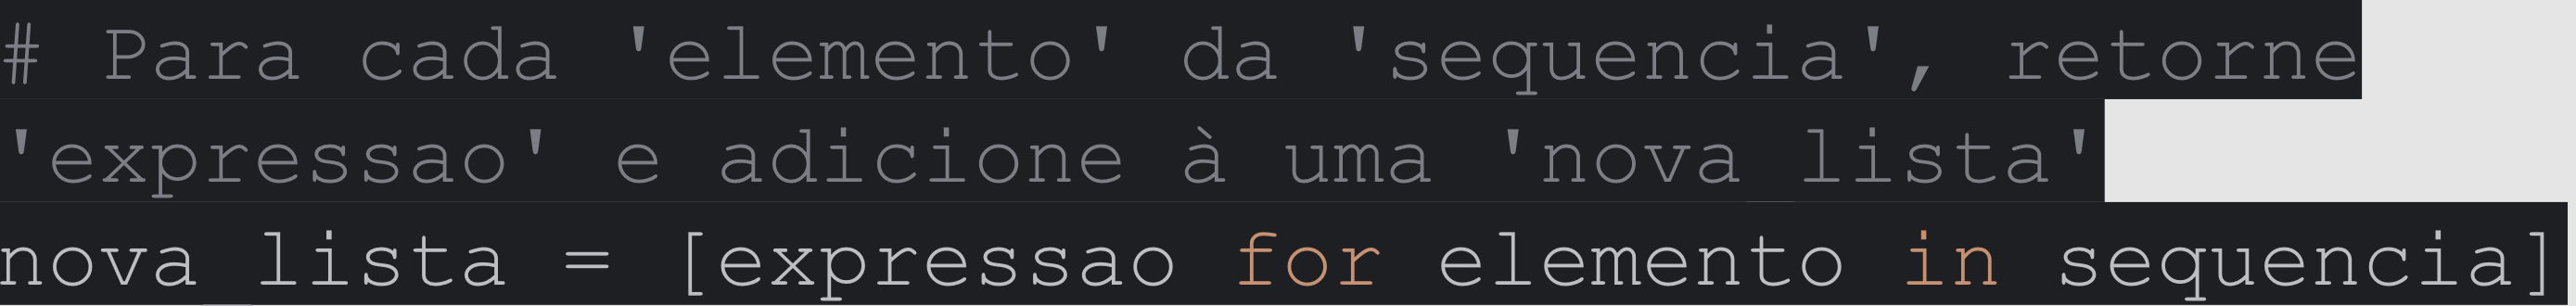 # Para cada 'elemento' da 'sequencia', retorne
'expressao' e adicione à uma 'nova_lista'
nova_lista = [expressao for elemento in sequencia]